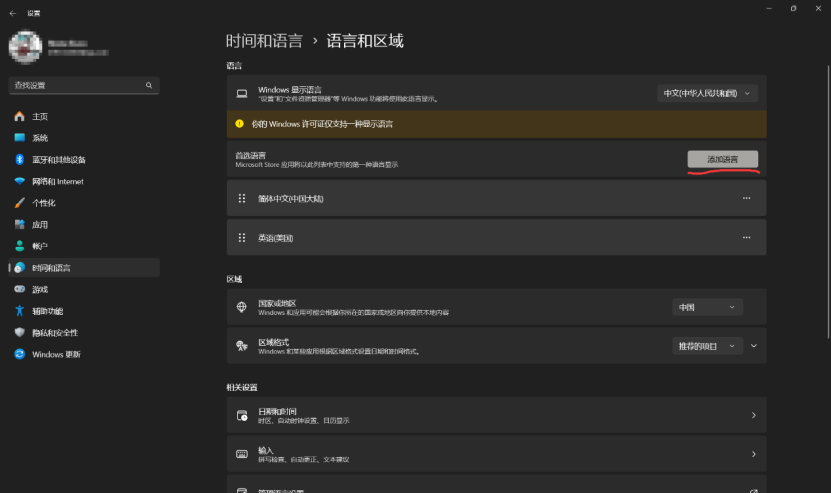 设置
时间和语言 › 语言和区域
查找设置
主页
系统
蓝牙和其他设备
网络和 Internet
个性化
应用
帐户
时间和语言
游戏
辅助功能
隐私和安全性
Windows 更新
语言
Windows 显示语言
"设置"和"文件资源管理器"等 Windows 功能将使用此语言显示。
中文(中华人民共和国)
你的 Windows 许可证仅支持一种显示语言
首选语言
Microsoft Store 应用将以此列表中支持的第一种语言显示
添加语言
简体中文(中国大陆)
英语(美国)
区域
国家或地区
Windows 和应用可能会根据你所在的国家或地区向你提供本地内容
中国
区域格式
Windows 和某些应用根据区域格式设置日期和时间格式。
推荐的项目
相关设置
日期和时间
时区、自动时钟设置、日历显示
输入
拼写检查、自动更正、文本建议